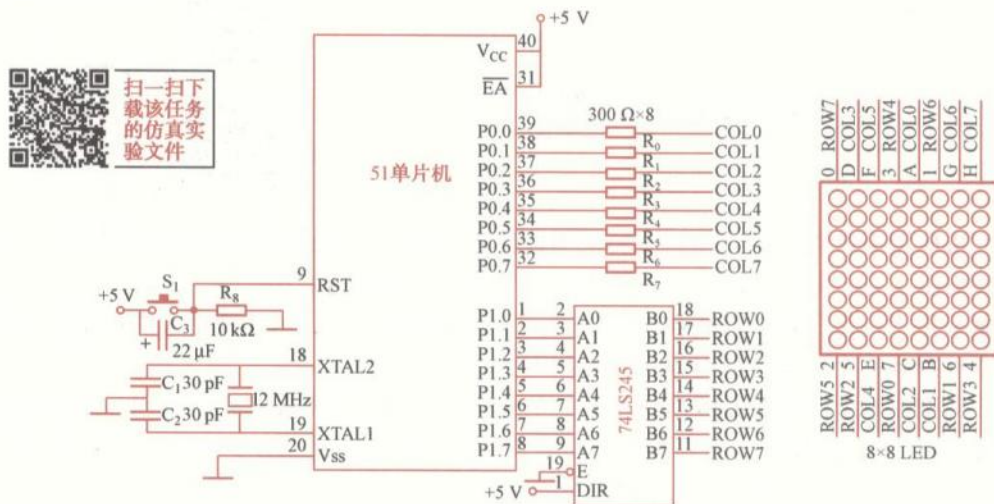 扫一扫下
载该任务
的仿真实
验文件
+5 V
40
V_CC
31
EA
51单片机
300 Ω×8
P0.0 39 R₀ COL0
P0.1 38 R₁ COL1
P0.2 37 R₂ COL2
P0.3 36 R₃ COL3
P0.4 35 R₄ COL4
P0.5 34 R₅ COL5
P0.6 33 R₆ COL6
P0.7 32 R₇ COL7
9 RST
S₁
+5 V
R₈
10 kΩ
C₃
+
22 μF
18 XTAL2
C₁ 30 pF
12 MHz
C₂ 30 pF
19 XTAL1
20 Vss
P1.0 1 2 A0 B0 18 ROW0
P1.1 2 3 A1 B1 17 ROW1
P1.2 3 4 A2 B2 16 ROW2
P1.3 4 5 A3 B3 15 ROW3
P1.4 5 6 A4 B4 14 ROW4
P1.5 6 7 A5 B5 13 ROW5
P1.6 7 8 A6 B6 12 ROW6
P1.7 8 9 A7 B7 11 ROW7
74LS245
19 E
+5 V 1 DIR
0 ROW7
D COL3
F COL5
3 ROW4
A COL0
1 ROW6
G COL6
H COL7
ROW5 2
ROW2 5
COL4 E
ROW0 7
COL2 C
COL1 B
ROW1 6
ROW3 4
8×8 LED